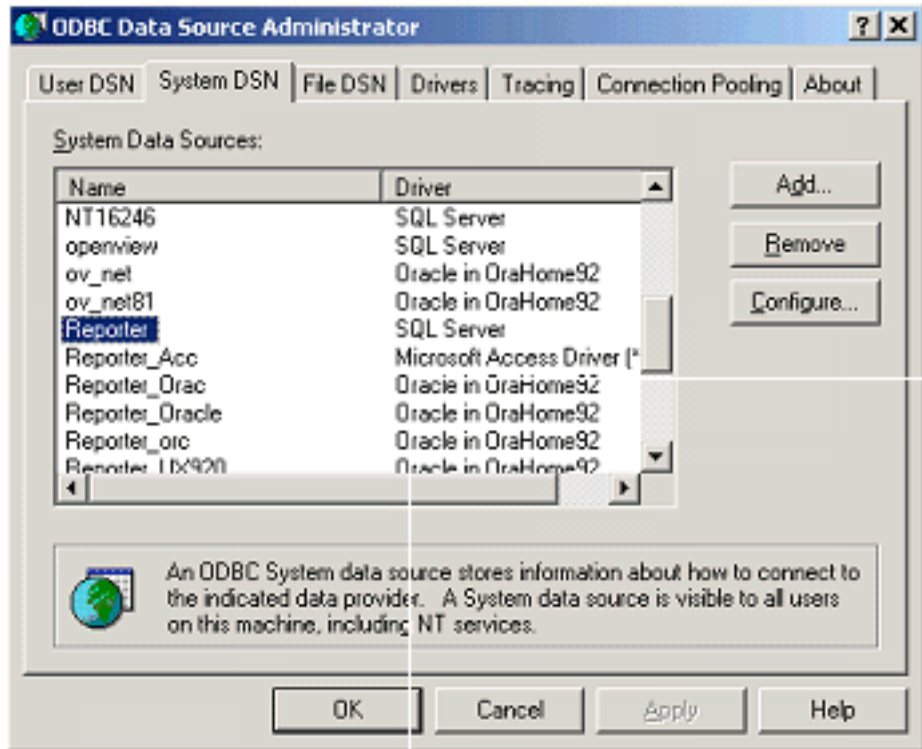 ODBC Data Source Administrator
User DSN System DSN File DSN Drivers Tracing Connection Pooling About
System Data Sources:
Name Driver
NT16246 SQL Server
openview SQL Server
ov_net Oracle in OraHome92
ov_net81 Oracle in OraHome92
Reporter SQL Server
Reporter_Acc Microsoft Access Driver (*
Reporter_Orac Oracle in OraHome92
Reporter_Oracle Oracle in OraHome92
Reporter_orc Oracle in OraHome92
Reporter_UX920 Oracle in OraHome92
Add...
Remove
Configure...
An ODBC System data source stores information about how to connect to
the indicated data provider. A System data source is visible to all users
on this machine, including NT services.
OK Cancel Apply Help